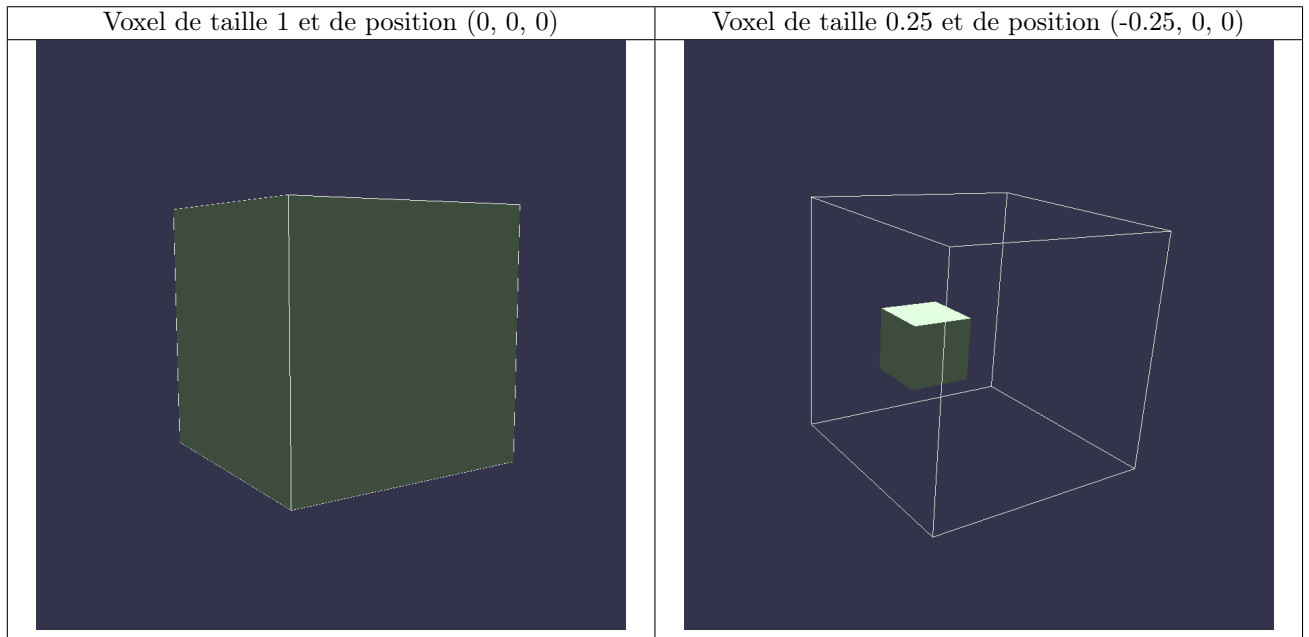 Voxel de taille 1 et de position (0, 0, 0)
Voxel de taille 0.25 et de position (-0.25, 0, 0)